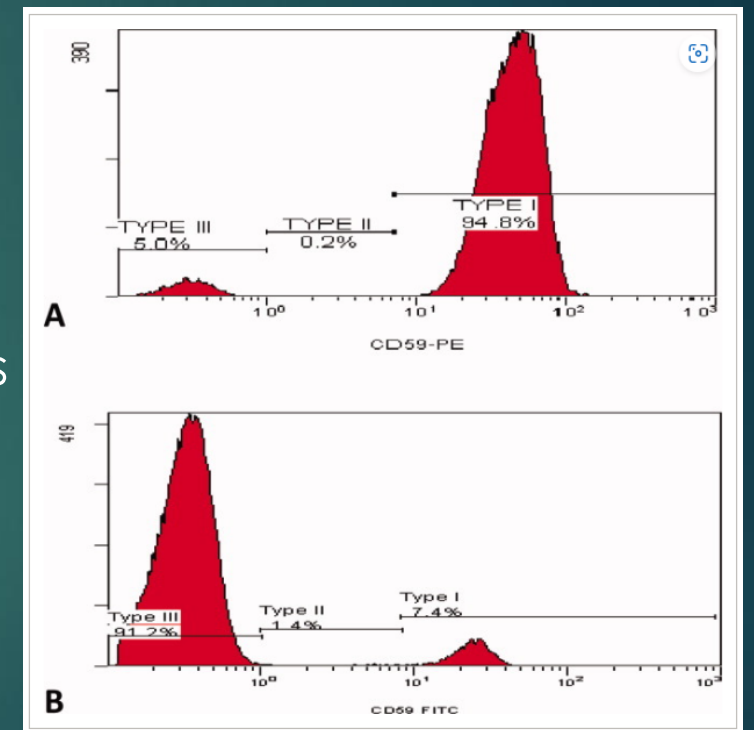 390
TYPE III
5.0%
TYPE II
0.2%
TYPE I
94.8%
10⁰
10¹
10²
10³
A
CD59-PE
s
419
Type III
91.2%
Type II
1.4%
Type I
7.4%
10⁰
10¹
10²
10³
B
CD59 FITC